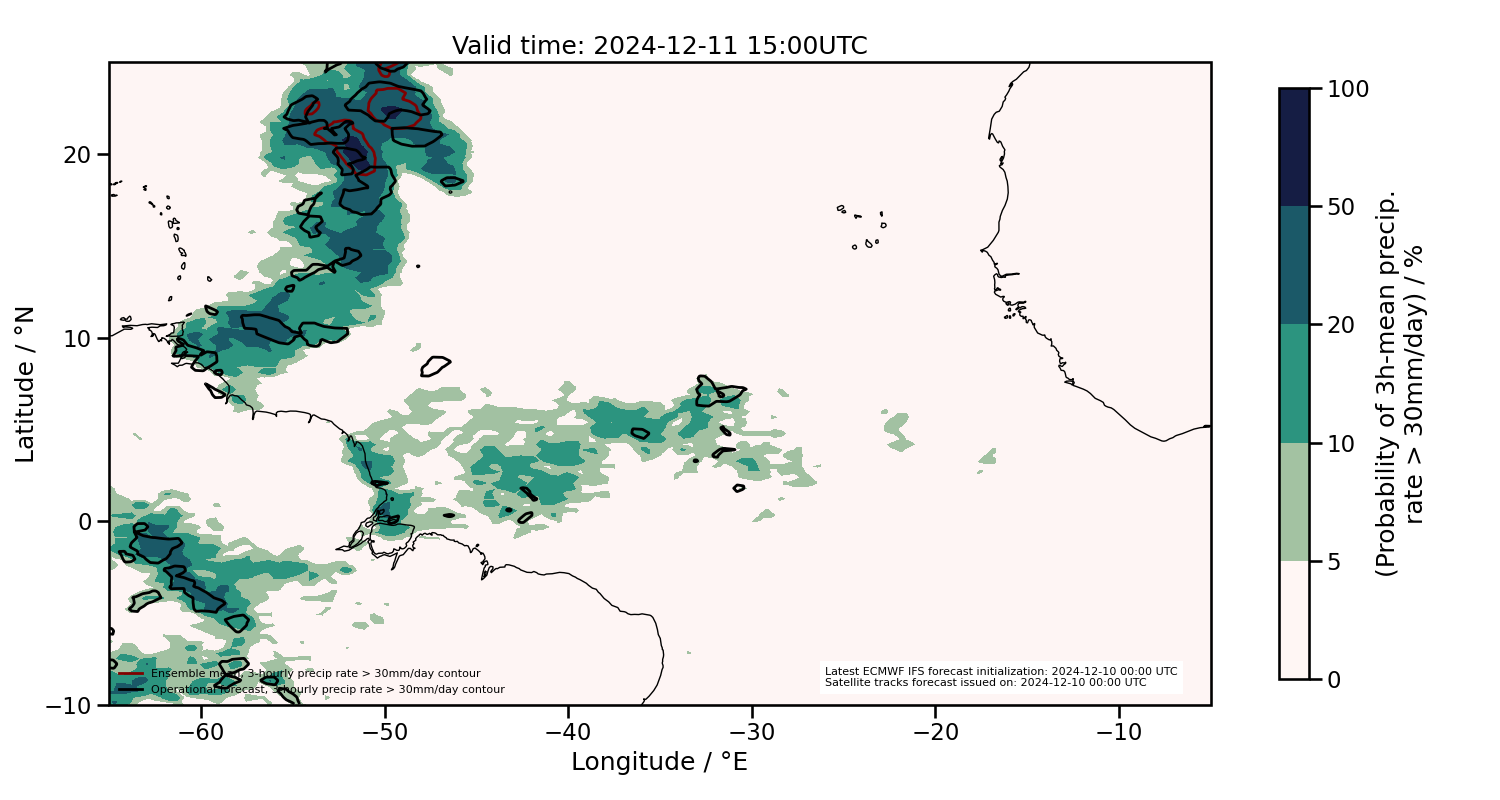 Valid time: 2024-12-11 15:00UTC
Latitude / °N
20
10
0
−10
−60
−50
−40
−30
−20
−10
Longitude / °E
Ensemble mean, 3-hourly precip rate > 30mm/day contour
Operational forecast, 3-hourly precip rate > 30mm/day contour
Latest ECMWF IFS forecast initialization: 2024-12-10 00:00 UTC
Satellite tracks forecast issued on: 2024-12-10 00:00 UTC
100
50
20
10
5
0
(Probability of 3h-mean precip.
rate > 30mm/day) / %